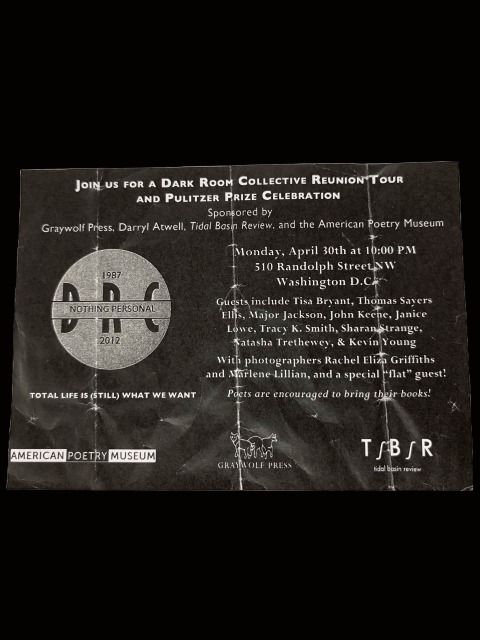 JOIN US FOR A DARK ROOM COLLECTIVE REUNION TOUR
AND PULITZER PRIZE CELEBRATION
Sponsored by
Graywolf Press, Darryl Atwell, Tidal Basin Review, and the American Poetry Museum
1987
DRC
NOTHING PERSONAL
2012
TOTAL LIFE IS (STILL) WHAT WE WANT
Monday, April 30th at 10:00 PM
510 Randolph Street NW
Washington D.C.
Guests include Tisa Bryant, Thomas Sayers
Ellis, Major Jackson, John Keene, Janice
Lowe, Tracy K. Smith, Sharan Strange,
Natasha Trethewey, & Kevin Young
With photographers Rachel Eliza Griffiths
and Marlene Lillian, and a special "flat" guest!
Poets are encouraged to bring their books!
AMERICAN POETRY MUSEUM
GRAYWOLF PRESS
T∫B∫R
tidal basin review